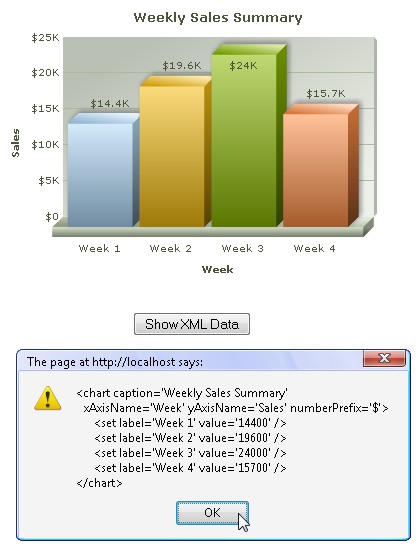 Weekly Sales Summary
$25K
$20K
$15K
$10K
$5K
$0
Sales
$14.4K
$19.6K
$24K
$15.7K
Week 1
Week 2
Week 3
Week 4
Week
Show XML Data
The page at http://localhost says:
<chart caption='Weekly Sales Summary'
xAxisName='Week' yAxisName='Sales' numberPrefix='$'>
<set label='Week 1' value='14400' />
<set label='Week 2' value='19600' />
<set label='Week 3' value='24000' />
<set label='Week 4' value='15700' />
</chart>
OK